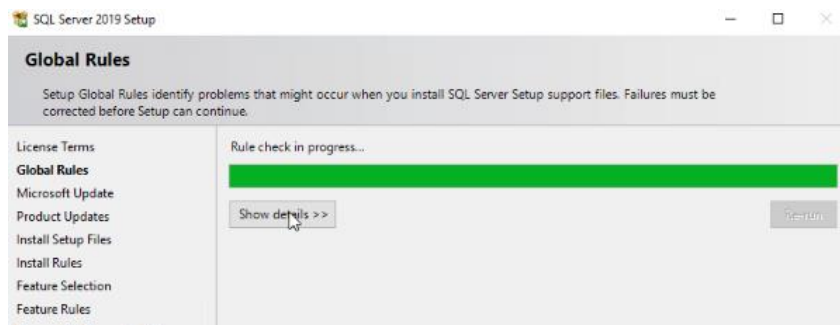 SQL Server 2019 Setup
Global Rules
Setup Global Rules identify problems that might occur when you install SQL Server Setup support files. Failures must be
corrected before Setup can continue.
License Terms
Global Rules
Microsoft Update
Product Updates
Install Setup Files
Install Rules
Feature Selection
Feature Rules
Rule check in progress...
Show details >>
Re-run